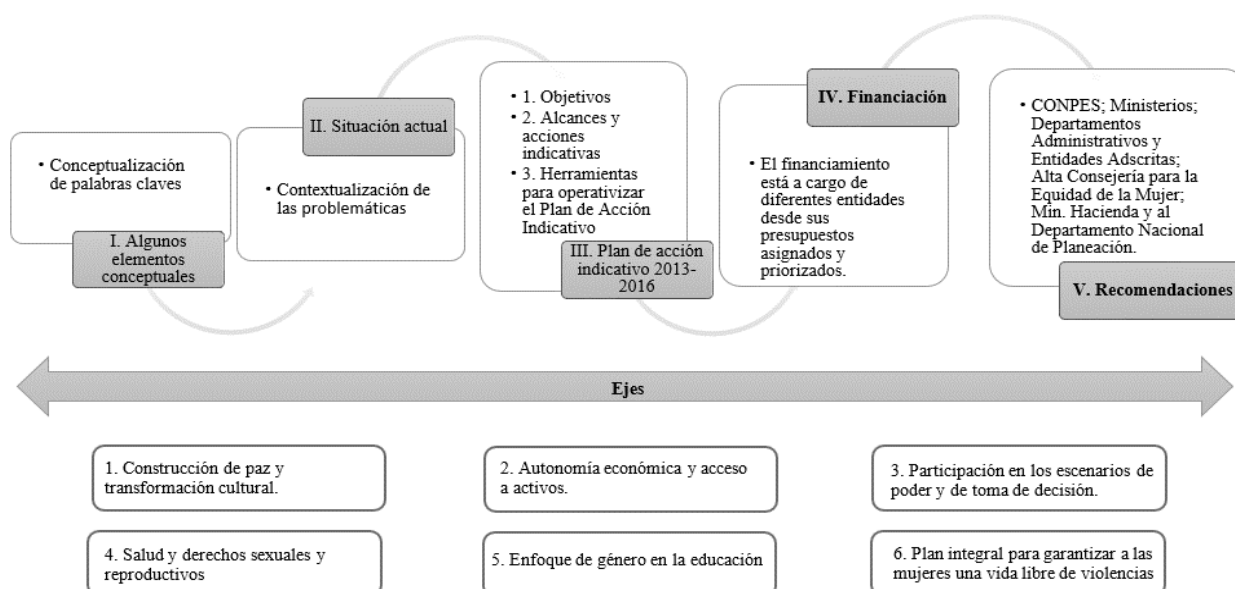 • Conceptualización
de palabras claves
I. Algunos
elementos
conceptuales
II. Situación actual
• Contextualización de
las problemáticas
• 1. Objetivos
• 2. Alcances y
acciones
indicativas
• 3. Herramientas
para operativizar
el Plan de Acción
Indicativo
III. Plan de acción
indicativo 2013-
2016
IV. Financiación
• El financiamiento
está a cargo de
diferentes entidades
desde sus
presupuestos
asignados y
priorizados.
• CONPES; Ministerios;
Departamentos
Administrativos y
Entidades Adscritas;
Alta Consejería para la
Equidad de la Mujer;
Min. Hacienda y al
Departamento Nacional
de Planeación.
V. Recomendaciones
Ejes
1. Construcción de paz y
transformación cultural.
2. Autonomía económica y acceso
a activos.
3. Participación en los escenarios de
poder y de toma de decisión.
4. Salud y derechos sexuales y
reproductivos
5. Enfoque de género en la educación
6. Plan integral para garantizar a las
mujeres una vida libre de violencias